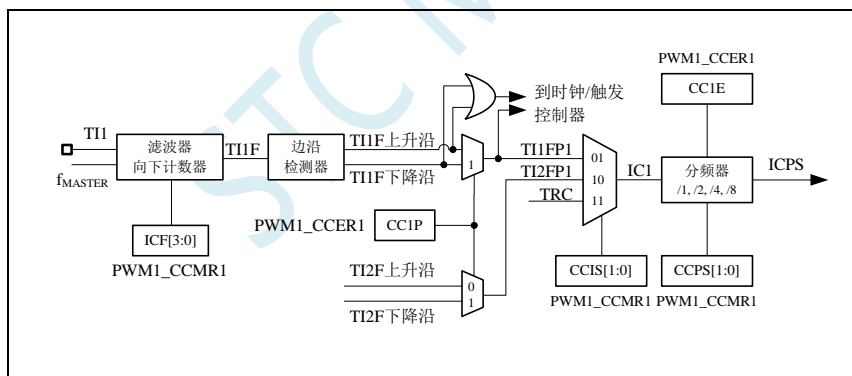 STC MCU
PWM1_CCER1
CC1E
到时钟/触发
控制器
TI1
滤波器
向下计数器
TI1F
边沿
检测器
TI1F上升沿
TI1F下降沿
1
TI1FP1
TI2FP1
TRC
01
10
11
IC1
分频器
/1, /2, /4, /8
ICPS
fMASTER
ICF[3:0]
PWM1_CCMR1
PWM1_CCER1
CC1P
TI2F上升沿
TI2F下降沿
0
1
CCIS[1:0]
PWM1_CCMR1
CCPS[1:0]
PWM1_CCMR1